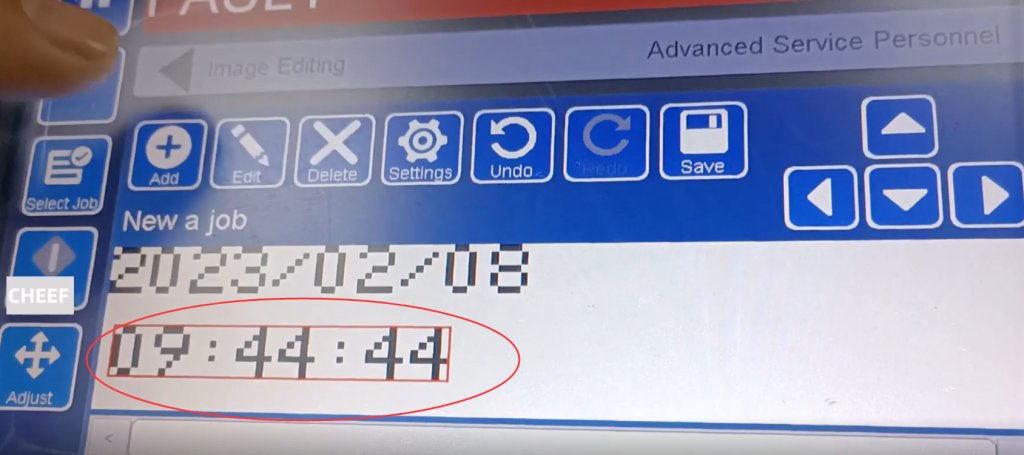 Image Editing
Advanced Service Personnel
Add
Edit
Delete
Settings
Undo
Redo
Save
Select Job
New a job
2023/02/08
CHEEF
09:44:44
Adjust